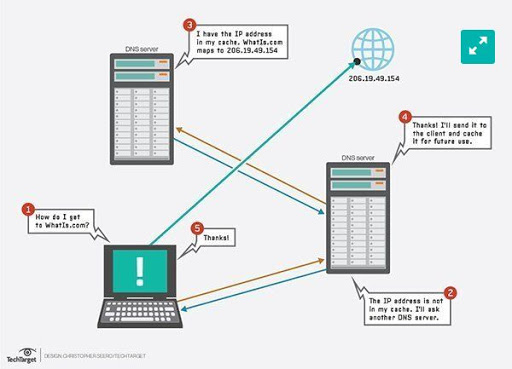 3
I have the IP address
in my cache. WhatIs.com
maps to 206.19.49.154
DNS server
206.19.49.154
4
Thanks! I'll send it to
the client and cache
it for future use.
DNS server
1
How do I get
to WhatIs.com?
5
Thanks!
!
2
The IP address is not
in my cache. I'll ask
another DNS server.
TechTarget
DESIGN: CHRISTOPHER SEERO/TECHTARGET